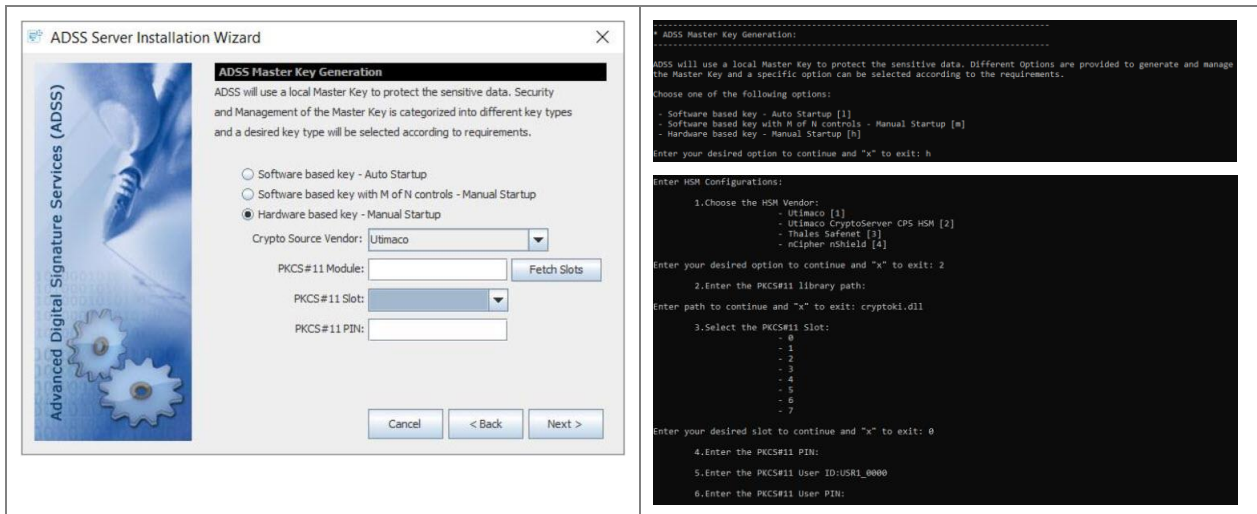 ADSS Server Installation Wizard
Advanced Digital Signature Services (ADSS)
ADSS Master Key Generation
ADSS will use a local Master Key to protect the sensitive data. Security
and Management of the Master Key is categorized into different key types
and a desired key type will be selected according to requirements.
Software based key - Auto Startup
Software based key with M of N controls - Manual Startup
Hardware based key - Manual Startup
Crypto Source Vendor: Utimaco
PKCS#11 Module: Fetch Slots
PKCS#11 Slot:
PKCS#11 PIN:
Cancel < Back Next >
--------------------------------------------------------------------------------
* ADSS Master Key Generation:
--------------------------------------------------------------------------------
ADSS will use a local Master Key to protect the sensitive data. Different Options are provided to generate and manage
the Master Key and a specific option can be selected according to the requirements.
Choose one of the following options:
- Software based key - Auto Startup [l]
- Software based key with M of N controls - Manual Startup [m]
- Hardware based key - Manual Startup [h]
Enter your desired option to continue and "x" to exit: h
Enter HSM Configurations:
1.Choose the HSM Vendor:
- Utimaco [1]
- Utimaco CryptoServer CP5 HSM [2]
- Thales Safenet [3]
- nCipher nShield [4]
Enter your desired option to continue and "x" to exit: 2
2.Enter the PKCS#11 library path:
Enter path to continue and "x" to exit: cryptoki.dll
3.Select the PKCS#11 Slot:
- 0
- 1
- 2
- 3
- 4
- 5
- 6
- 7
Enter your desired slot to continue and "x" to exit: 0
4.Enter the PKCS#11 PIN:
5.Enter the PKCS#11 User ID:USR1_0000
6.Enter the PKCS#11 User PIN: